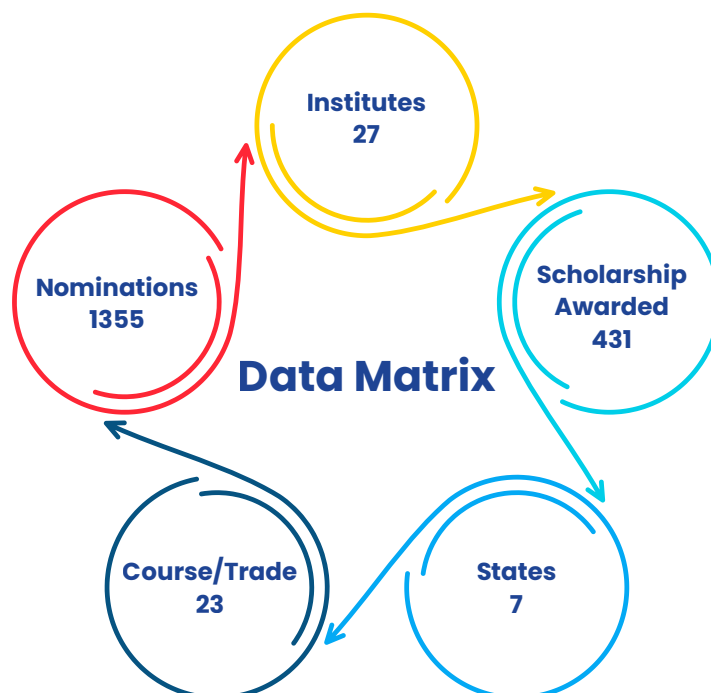 Institutes
27
Nominations
1355
Scholarship
Awarded
431
Data Matrix
Course/Trade
23
States
7